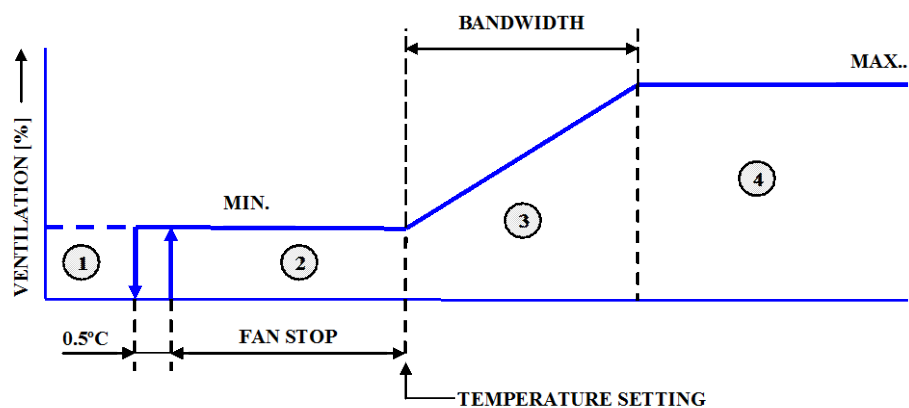 BANDWIDTH
MAX..
VENTILATION [%]
4
3
MIN.
1
2
0.5ºC
FAN STOP
TEMPERATURE SETTING